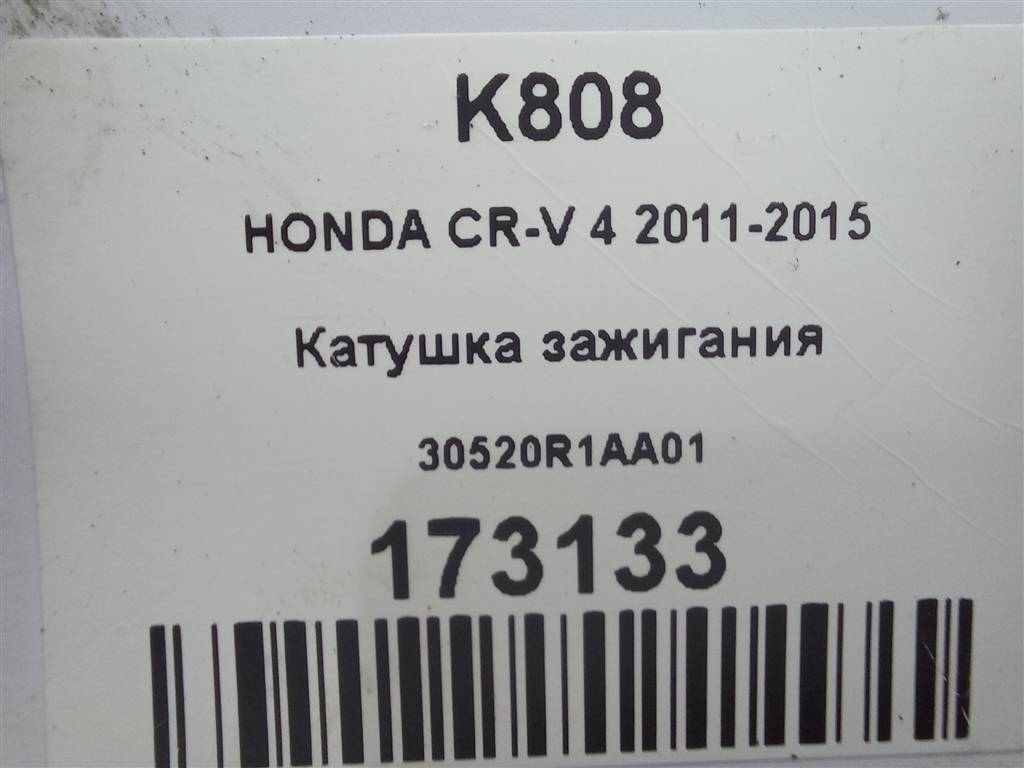 K808
HONDA CR-V 4 2011-2015
Катушка зажигания
30520R1AA01
173133